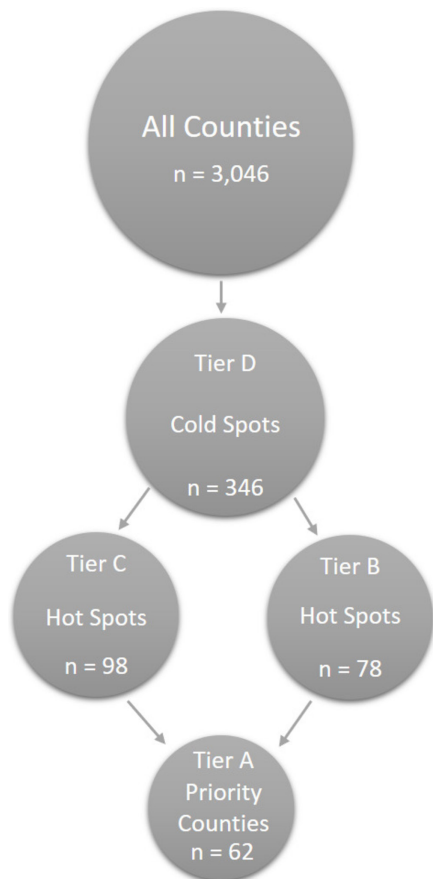 All Counties
n = 3,046
Tier D
Cold Spots
n = 346
Tier C
Hot Spots
n = 98
Tier B
Hot Spots
n = 78
Tier A
Priority
Counties
n = 62